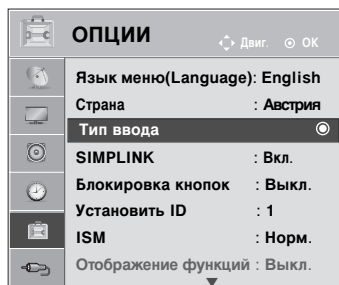 ОПЦИИ
Двиг. OK
Язык меню(Language): English
Страна : Австрия
Тип ввода
SIMPLINK : Вкл.
Блокировка кнопок : Выкл.
Установить ID : 1
ISM : Норм.
Отображение функций : Выкл.